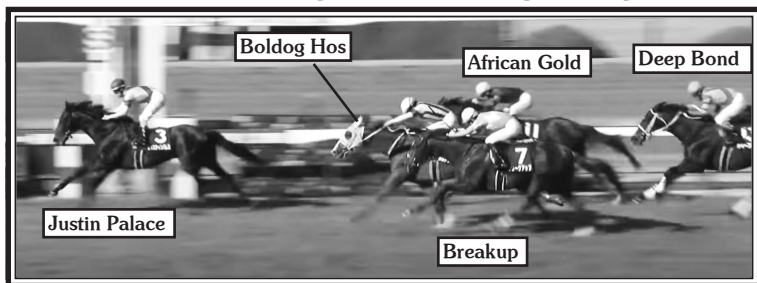 Boldog Hos
African Gold
Deep Bond
3
7
Justin Palace
Breakup